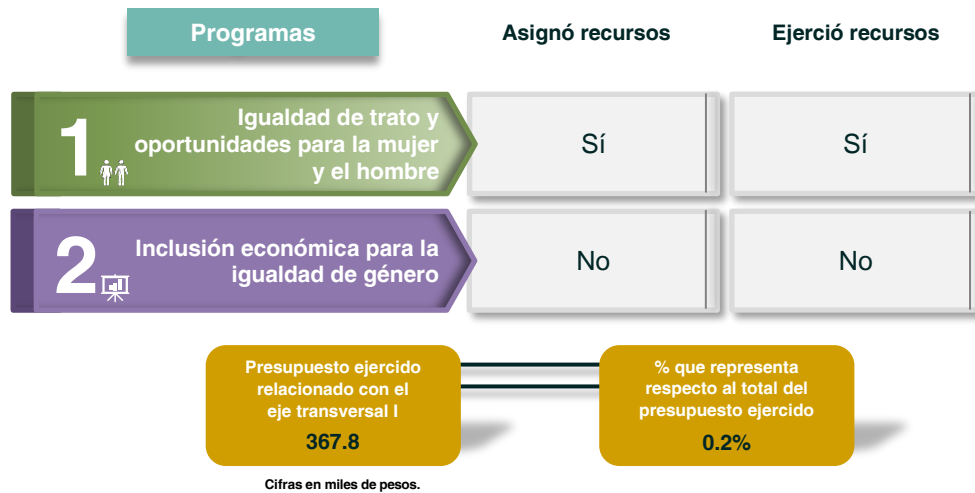 Programas
Asignó recursos
Ejerció recursos
1
Igualdad de trato y
oportunidades para la mujer
y el hombre
Sí
Sí
2
Inclusión económica para la
igualdad de género
No
No
Presupuesto ejercido
relacionado con el
eje transversal I
367.8
% que representa
respecto al total del
presupuesto ejercido
0.2%
Cifras en miles de pesos.